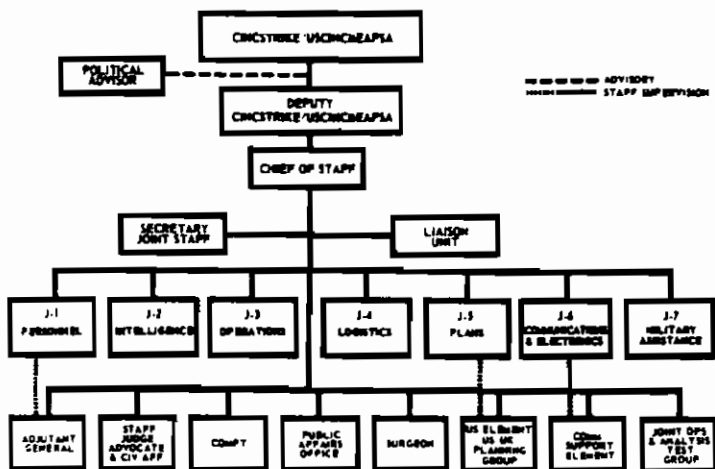 CINCSTRIKE/USCINCMEAFSA
POLITICAL
ADVISOR
ADVISORY
STAFF SUPERVISION
DEPUTY
CINCSTRIKE/USCINCMEAFSA
CHIEF OF STAFF
SECRETARY
JOINT STAFF
LIAISON
UNIT
J-1
PERSONNEL
J-2
INTELLIGENCE
J-3
OPERATIONS
J-4
LOGISTICS
J-5
PLANS
J-6
COMMUNICATIONS
& ELECTRONICS
J-7
MILITARY
ASSISTANCE
ADJUTANT
GENERAL
STAFF
JUDGE
ADVOCATE
& CIV AFF
COMPT
PUBLIC
AFFAIRS
OFFICE
SURGEON
US ELEMENT
US UK
PLANNING
GROUP
COMM
SUPPORT
ELEMENT
JOINT OPS
& ANALYSIS
TEST
GROUP